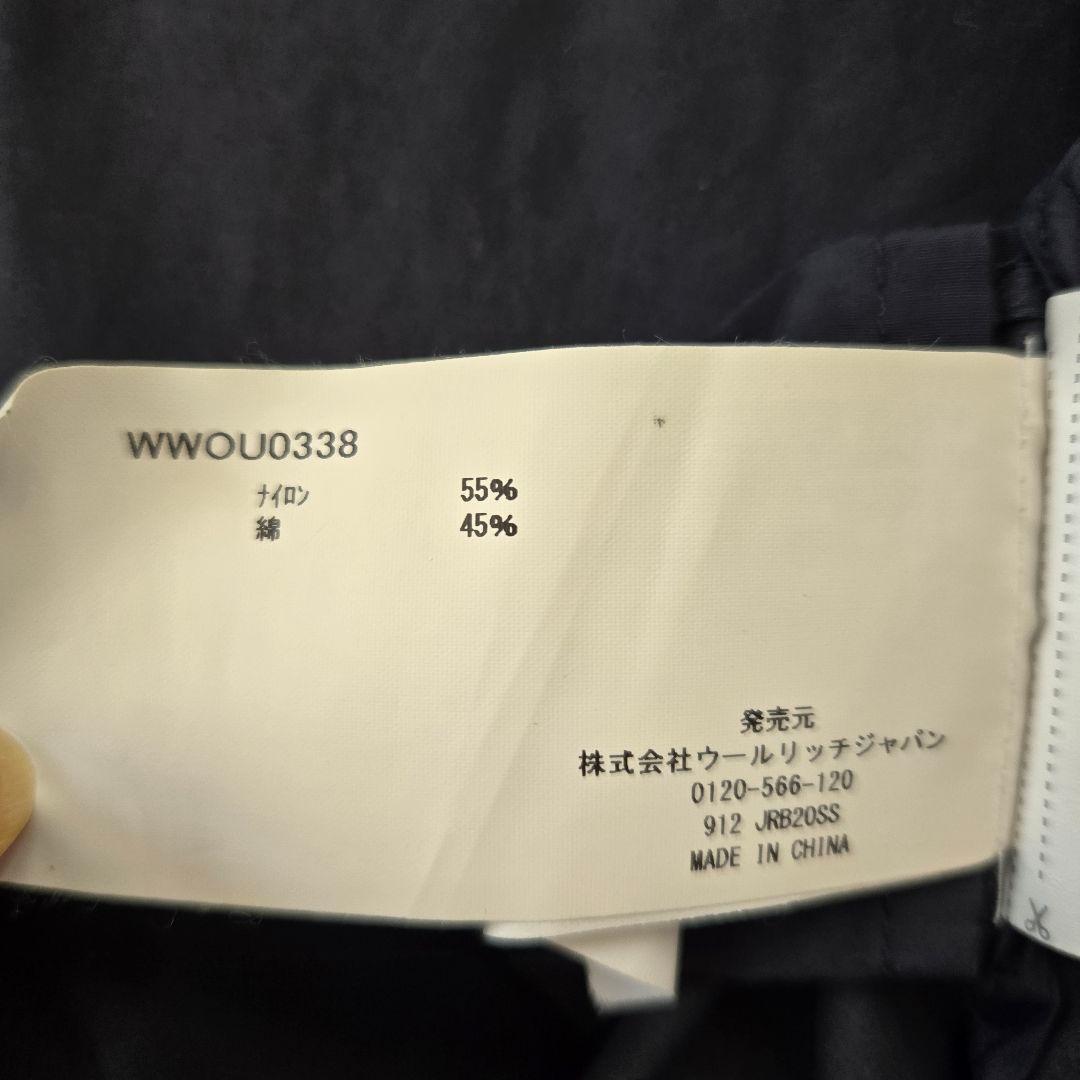 WWOU0338
ナイロン 55%
綿 45%
発売元
株式会社ウールリッチジャパン
0120-566-120
912 JRB20SS
MADE IN CHINA